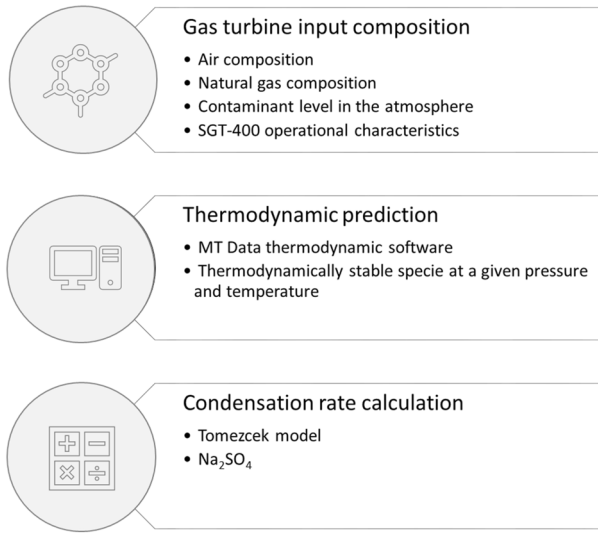 Gas turbine input composition
• Air composition
• Natural gas composition
• Contaminant level in the atmosphere
• SGT-400 operational characteristics
Thermodynamic prediction
• MT Data thermodynamic software
• Thermodynamically stable specie at a given pressure
and temperature
Condensation rate calculation
• Tomezcek model
• Na₂SO₄